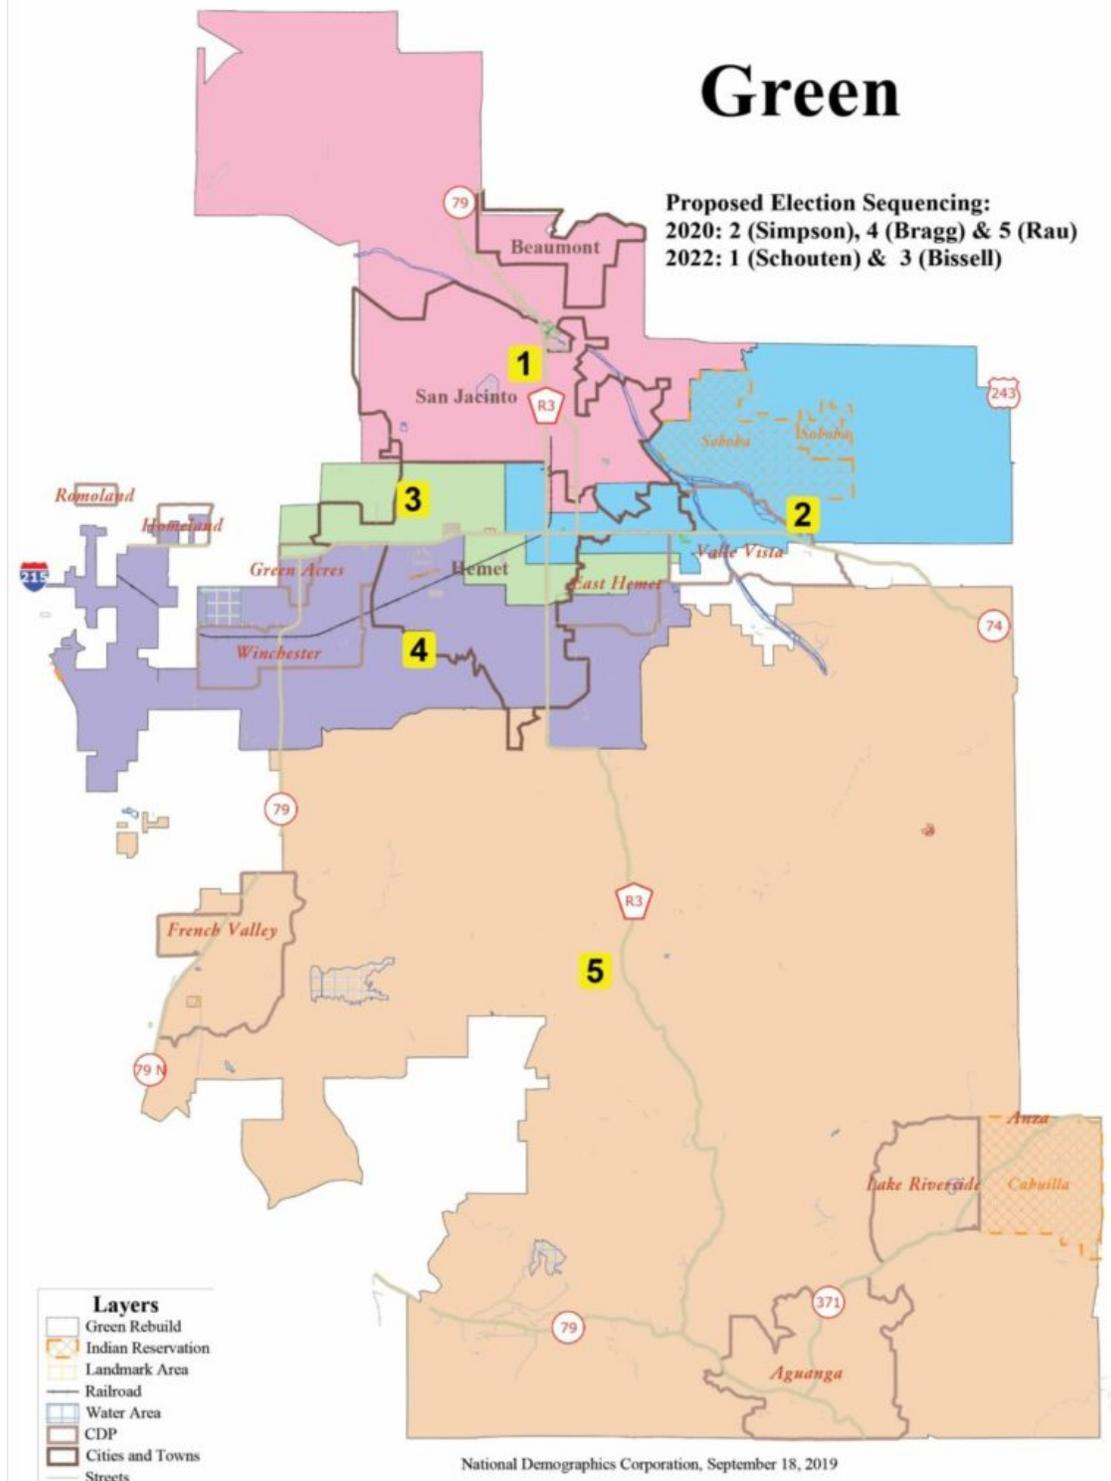 Green
Proposed Election Sequencing:
2020: 2 (Simpson), 4 (Bragg) & 5 (Rau)
2022: 1 (Schouten) & 3 (Bissell)
79
Beaumont
1
San Jacinto
R3
243
Soboba
Soboba
Romoland
3
2
Homeland
Valle Vista
215
Green Acres
Hemet
East Hemet
74
Winchester
4
79
R3
French Valley
5
79 N
Anza
Lake Riverside
Cahuilla
371
79
Aguanga
Layers
Green Rebuild
Indian Reservation
Landmark Area
Railroad
Water Area
CDP
Cities and Towns
Streets
National Demographics Corporation, September 18, 2019